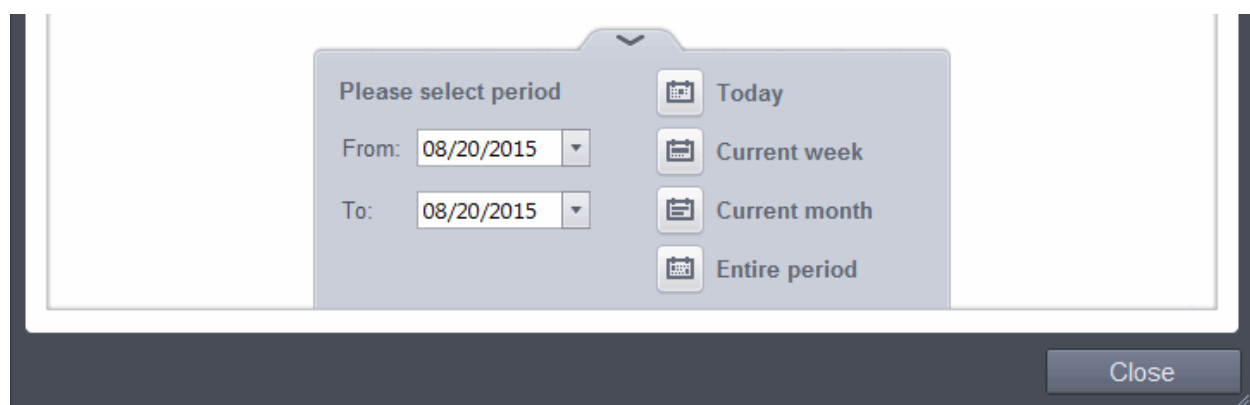 Please select period
From: 08/20/2015
To: 08/20/2015
Today
Current week
Current month
Entire period
Close